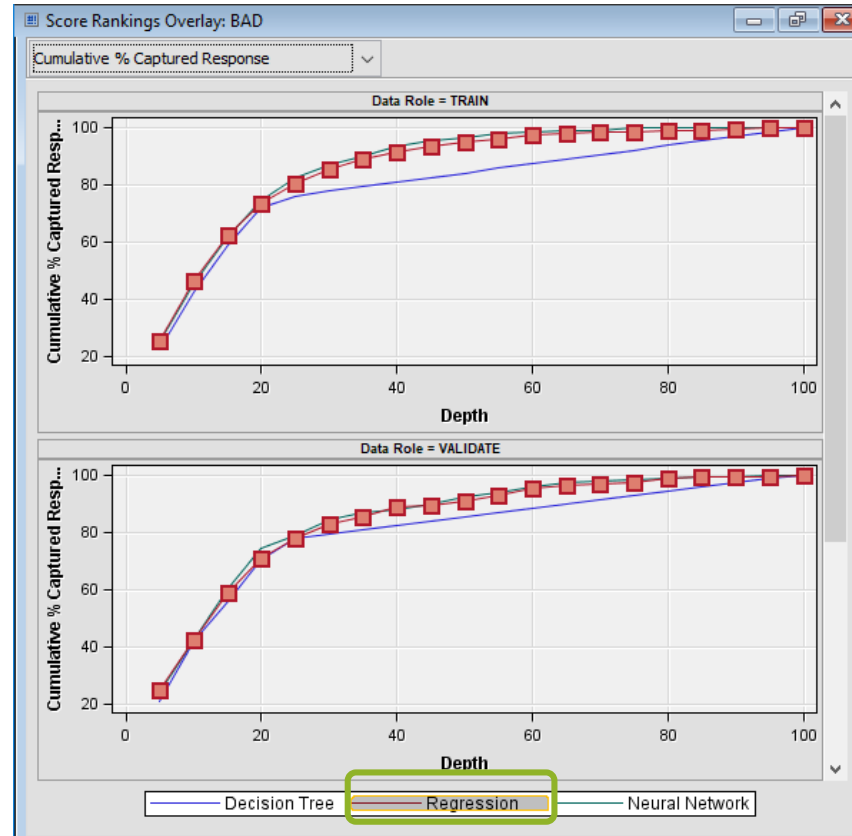 Score Rankings Overlay: BAD
Cumulative % Captured Response
Data Role = TRAIN
Cumulative % Captured Resp...
100
80
60
40
20
0 20 40 60 80 100
Depth
Data Role = VALIDATE
Cumulative % Captured Resp...
100
80
60
40
20
0 20 40 60 80 100
Depth
Decision Tree Regression Neural Network